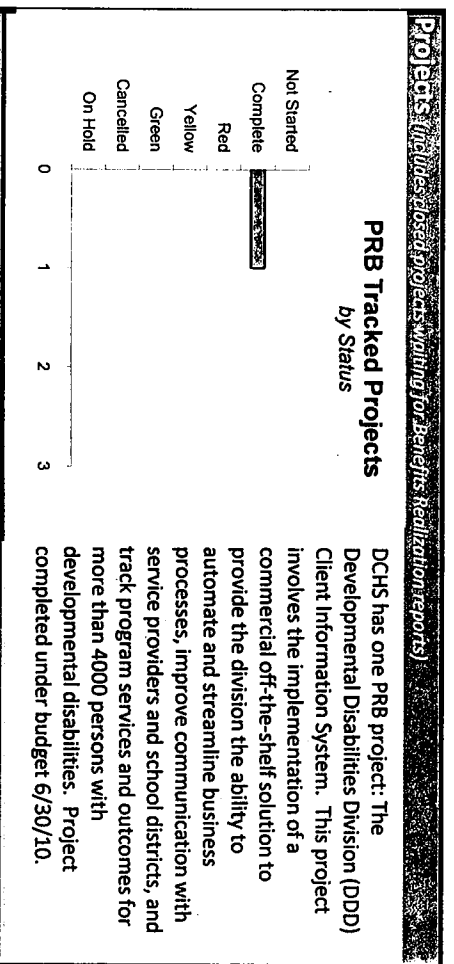 Projects (includes closed projects waiting for Benefits Realization reports)
PRB Tracked Projects
by Status
Not Started
Complete
Red
Yellow
Green
Cancelled
On Hold
0
1
2
3
DCHS has one PRB project: The
Developmental Disabilities Division (DDD)
Client Information System. This project
involves the implementation of a
commercial off-the-shelf solution to
provide the division the ability to
automate and streamline business
processes, improve communication with
service providers and school districts, and
track program services and outcomes for
more than 4000 persons with
developmental disabilities. Project
completed under budget 6/30/10.